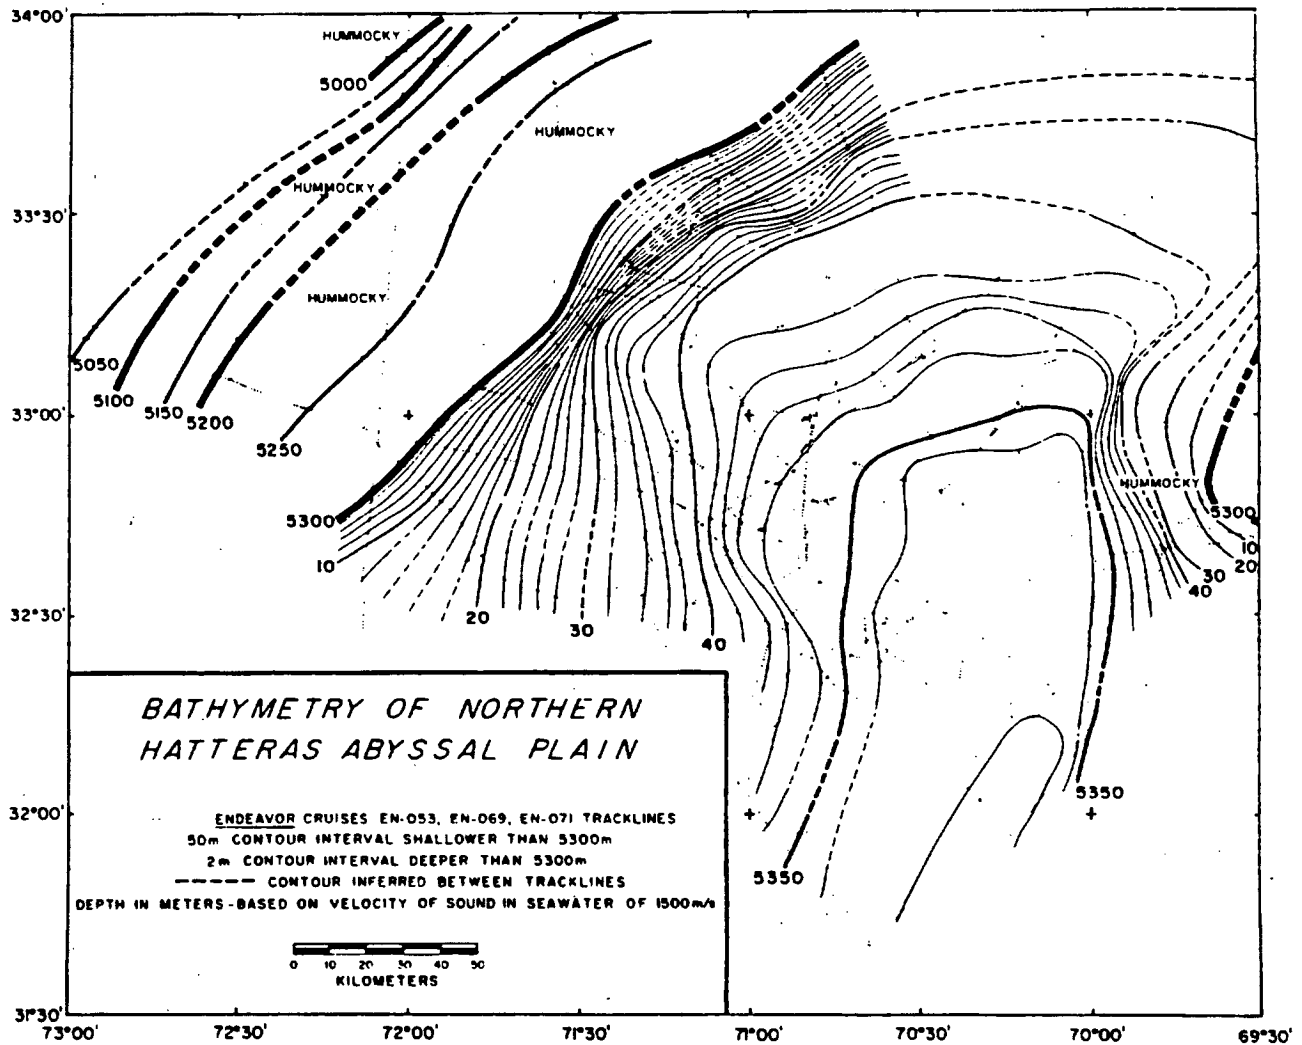 34°00'
HUMMOCKY
5000
HUMMOCKY
HUMMOCKY
33°30'
HUMMOCKY
5050
5100
5150
5200
5250
33°00'
HUMMOCKY
5300
5300
10
10
20
30
40
20
30
40
32°30'
BATHYMETRY OF NORTHERN
HATTERAS ABYSSAL PLAIN
ENDEAVOR CRUISES EN-053, EN-069, EN-071 TRACKLINES
50m CONTOUR INTERVAL SHALLOWER THAN 5300m
2m CONTOUR INTERVAL DEEPER THAN 5300m
CONTOUR INFERRED BETWEEN TRACKLINES
DEPTH IN METERS - BASED ON VELOCITY OF SOUND IN SEAWATER OF 1500m/s
0 10 20 30 40 50
KILOMETERS
32°00'
5350
5350
31°30'
73°00' 72°30' 71°30' 71°00' 70°30' 70°00' 69°30'